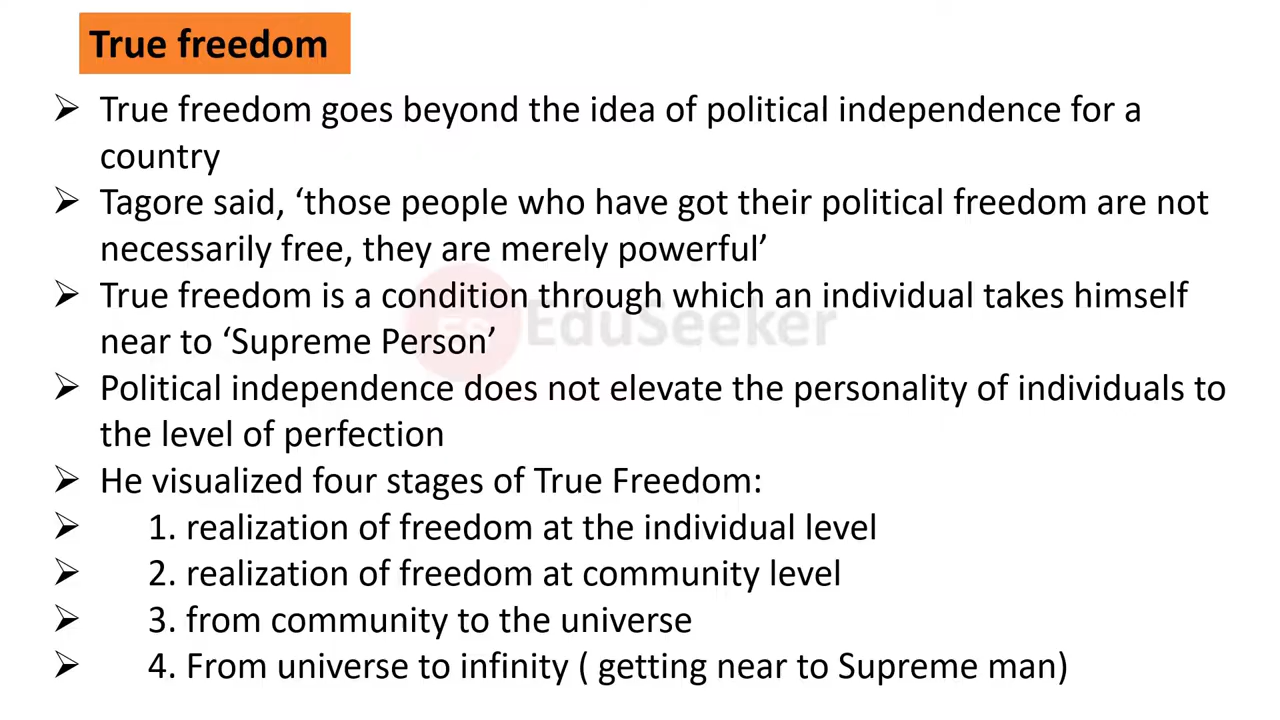 True freedom
➢ True freedom goes beyond the idea of political independence for a
country
➢ Tagore said, ‘those people who have got their political freedom are not
necessarily free, they are merely powerful’
➢ True freedom is a condition through which an individual takes himself
near to ‘Supreme Person’
ES EduSeeker
➢ Political independence does not elevate the personality of individuals to
the level of perfection
➢ He visualized four stages of True Freedom:
➢ 1. realization of freedom at the individual level
➢ 2. realization of freedom at community level
➢ 3. from community to the universe
➢ 4. From universe to infinity ( getting near to Supreme man)